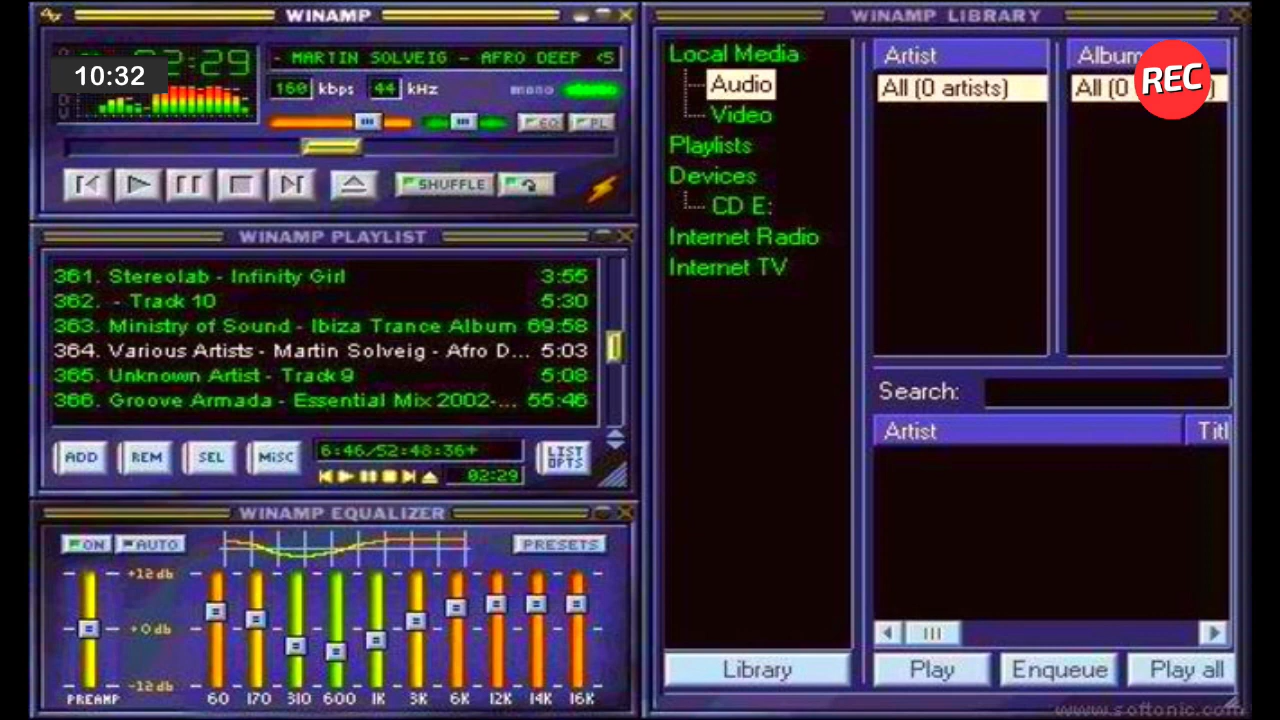 WINAMP
10:32
02:29
- MARTIN SOLVEIG - AFRO DEEP <5
160 kbps 44 kHz mono stereo
EQ PL
SHUFFLE
WINAMP PLAYLIST
361. Stereolab - Infinity Girl 3:55
362. - Track 10 5:30
363. Ministry of Sound - Ibiza Trance Album 69:58
364. Various Artists - Martin Solveig - Afro D... 5:03
365. Unknown Artist - Track 9 5:08
366. Groove Armada - Essential Mix 2002-... 55:46
ADD REM SEL MISC
6:46/52:48:36+
02:29
LIST OPTS
WINAMP EQUALIZER
ON AUTO PRESETS
+12 db
+0 db
-12 db
PREAMP 60 170 310 600 1K 3K 6K 12K 14K 16K
WINAMP LIBRARY
Local Media
Audio
Video
Playlists
Devices
CD E:
Internet Radio
Internet TV
Library
Artist Album
All (0 artists) All (0
REC
Search:
Artist Titl
Play Enqueue Play all
www.softonic.com